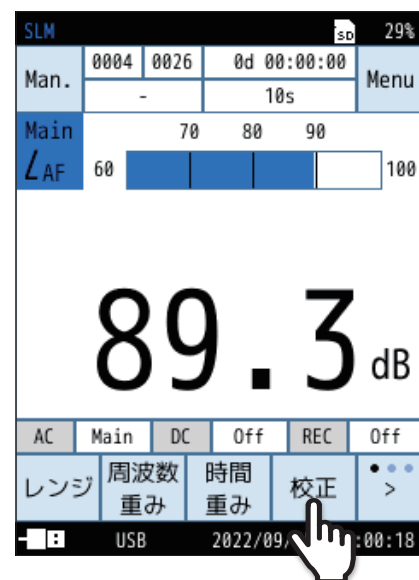 SLM SD 29%
Man. 0004 0026 0d 00:00:00 Menu
- 10s
Main 70 80 90
LAF 60 100
89.3 dB
AC Main DC Off REC Off
レンジ 周波数 時間 校正 >
重み 重み
USB 2022/09/ :00:18